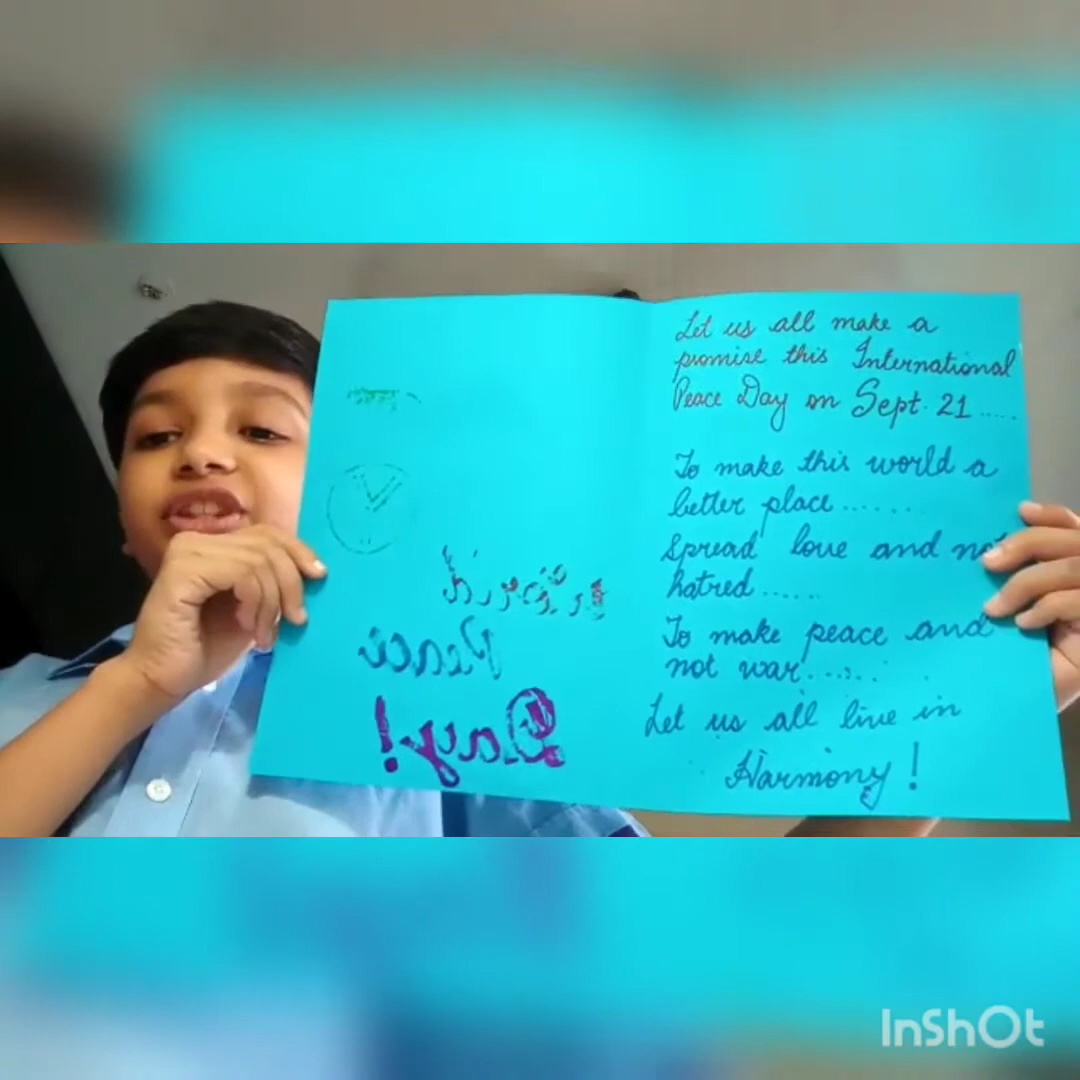 Let us all make a
promise this International
Peace Day on Sept. 21.....
To make this world a
better place.......
Spread love and not
hatred......
To make peace and
not war......
Let us all live in
Harmony!
Peace
Day!
InShOt